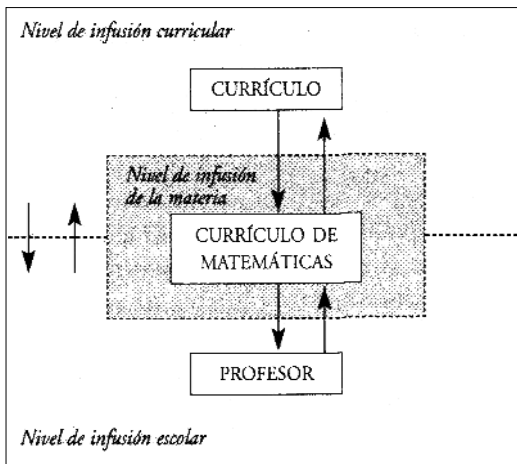 Nivel de infusión curricular
CURRÍCULO
Nivel de infusión
de la materia
CURRÍCULO DE
MATEMÁTICAS
PROFESOR
Nivel de infusión escolar